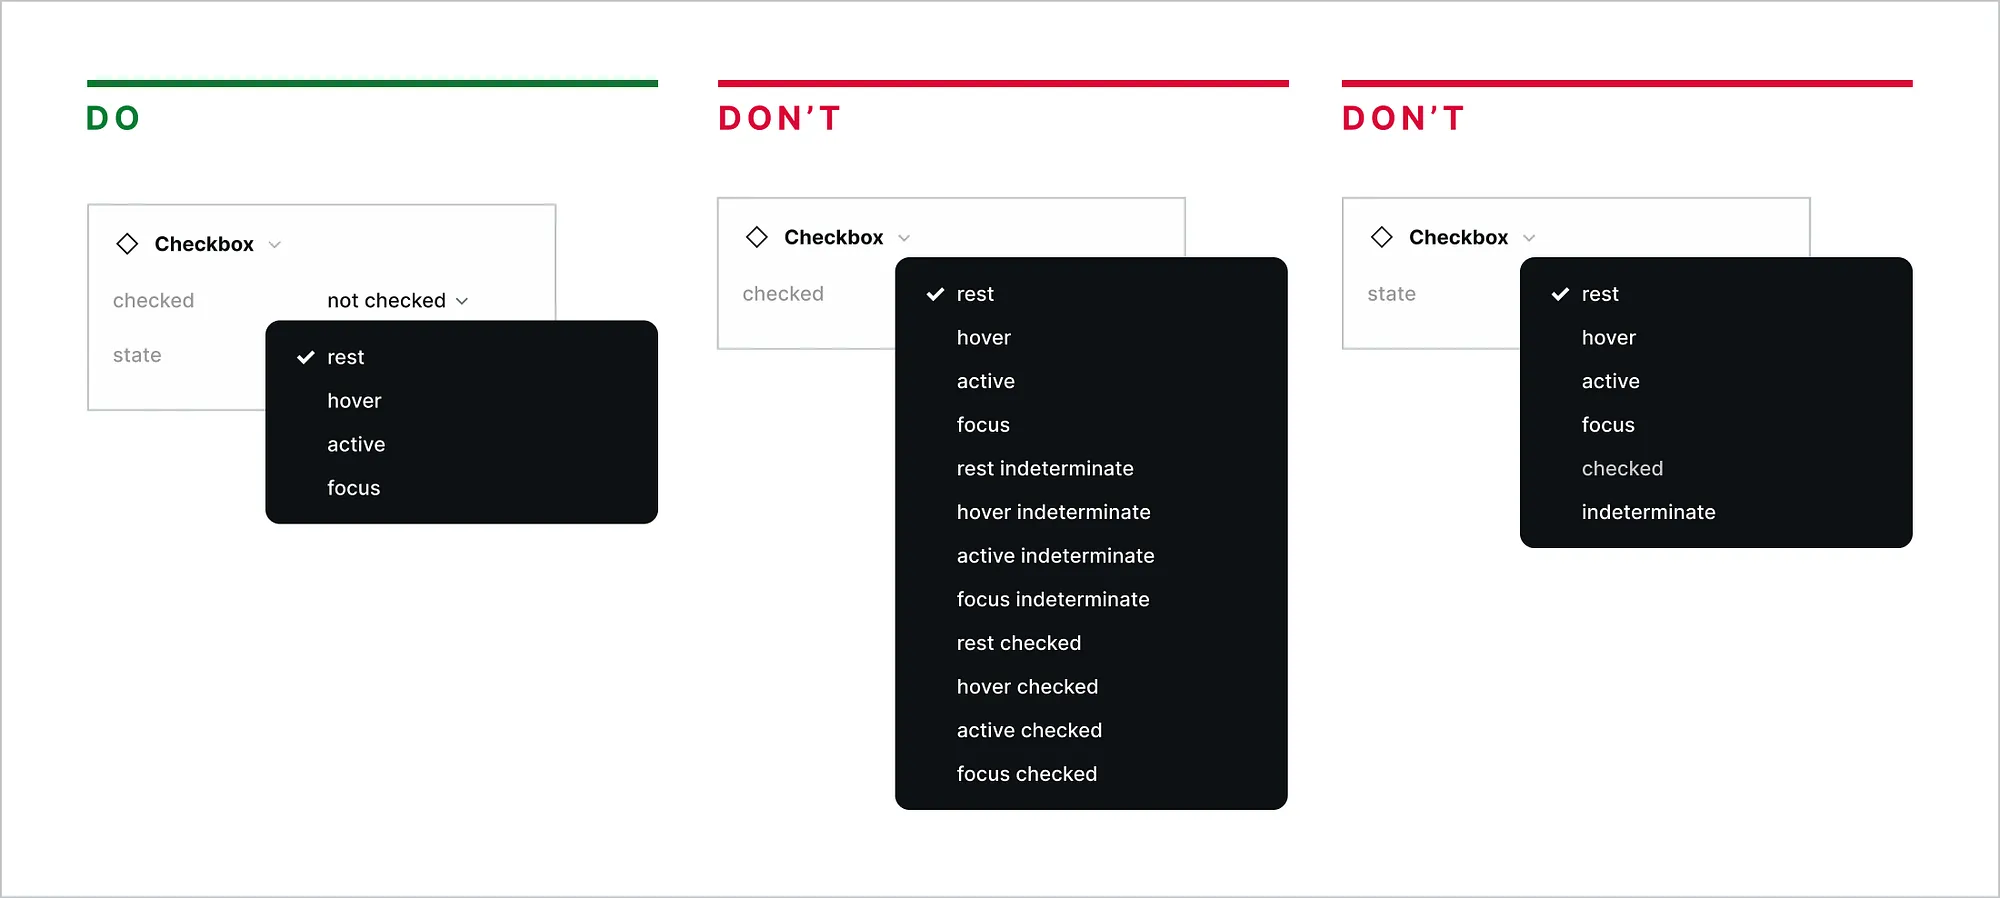 DO
Checkbox
checked not checked
state
rest
hover
active
focus
DON’T
Checkbox
checked
rest
hover
active
focus
rest indeterminate
hover indeterminate
active indeterminate
focus indeterminate
rest checked
hover checked
active checked
focus checked
DON’T
Checkbox
state
rest
hover
active
focus
checked
indeterminate